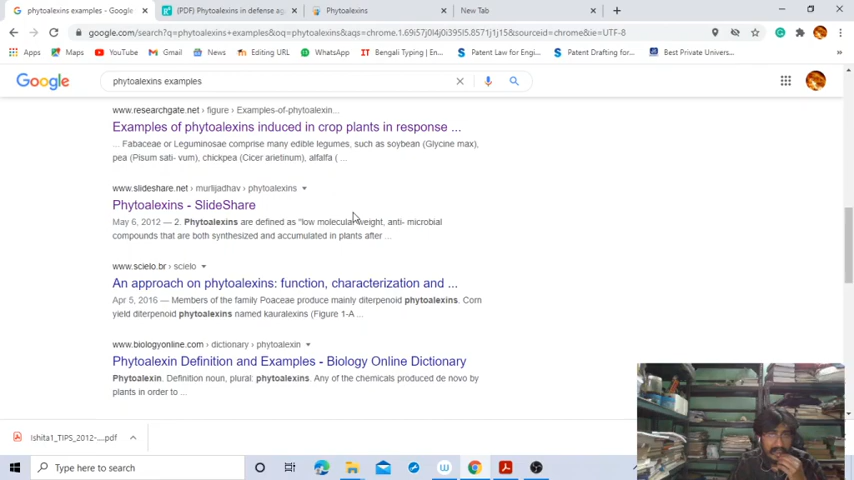 phytoalexins examples - Google
(PDF) Phytoalexins in defense ag
Phytoalexins
New Tab
google.com/search?q=phytoalexins+examples&oq=phytoalexins&aqs=chrome.1.69i57j0l4j0i395l5.8571j1j15&sourceid=chrome&ie=UTF-8
Apps
Maps
YouTube
Gmail
News
Editing URL
WhatsApp
Bengali Typing | En...
Patent Law for Engi...
Patent Drafting for...
Best Private Univers...
Google
phytoalexins examples
www.researchgate.net › figure › Examples-of-phytoalexin...
Examples of phytoalexins induced in crop plants in response ...
... Fabaceae or Leguminosae comprise many edible legumes, such as soybean (Glycine max),
pea (Pisum sati- vum), chickpea (Cicer arietinum), alfalfa ( ...
www.slideshare.net › murlijadhav › phytoalexins
Phytoalexins - SlideShare
May 6, 2012 — 2. Phytoalexins are defined as "low molecular weight, anti- microbial
compounds that are both synthesized and accumulated in plants after ...
www.scielo.br › scielo
An approach on phytoalexins: function, characterization and ...
Apr 5, 2016 — Members of the family Poaceae produce mainly diterpenoid phytoalexins. Corn
yield diterpenoid phytoalexins named kauralexins (Figure 1-A ...
www.biologyonline.com › dictionary › phytoalexin
Phytoalexin Definition and Examples - Biology Online Dictionary
Phytoalexin. Definition noun, plural: phytoalexins. Any of the chemicals produced de novo by
plants in order to ...
Ishita1_TIPS_2012-....pdf
Type here to search